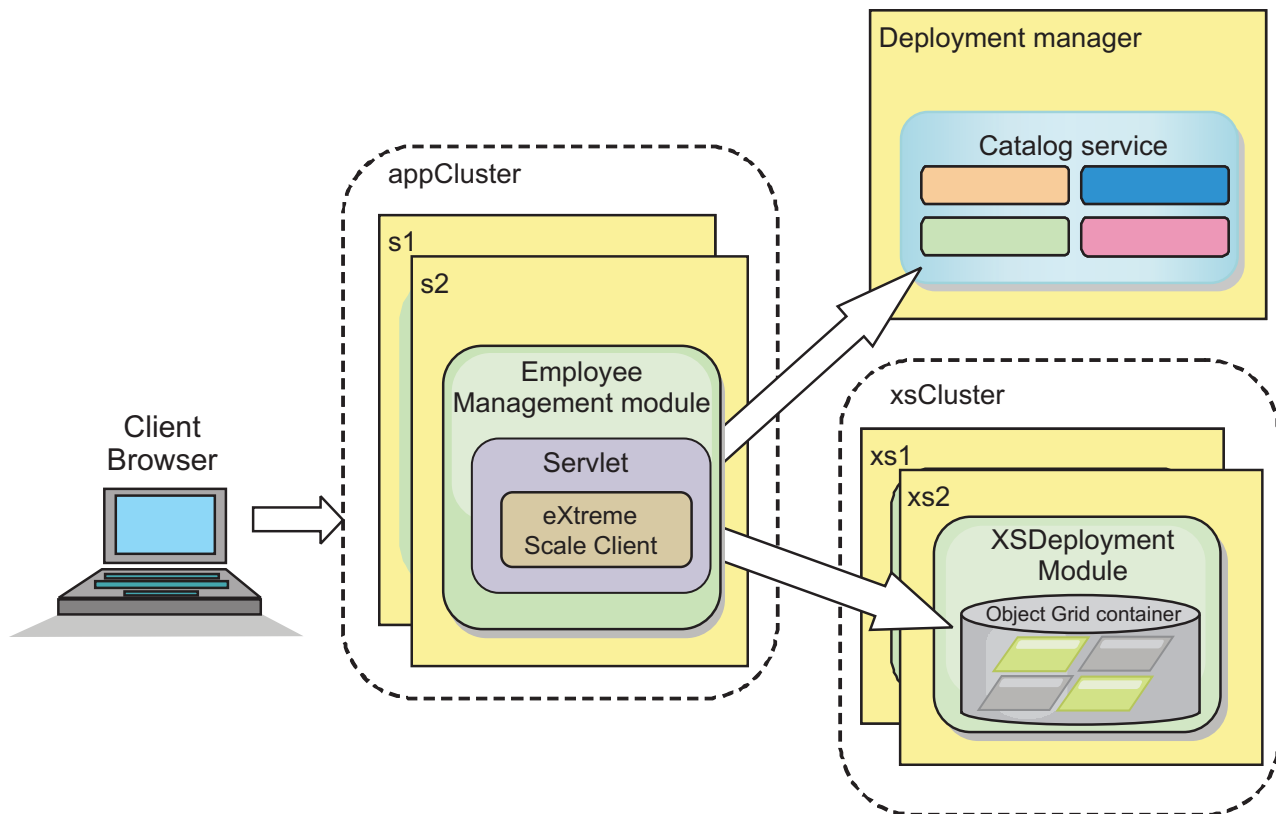 Client
Browser
appCluster
s1
s2
Employee
Management module
Servlet
eXtreme
Scale Client
Deployment manager
Catalog service
xsCluster
xs1
xs2
XSDeployment
Module
Object Grid container